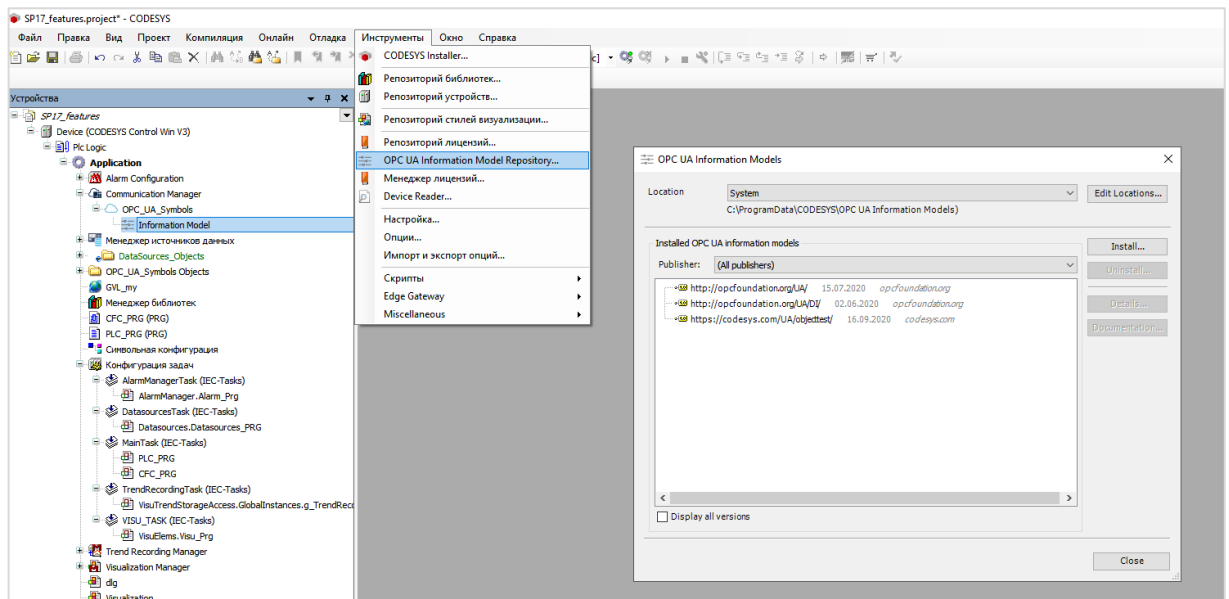 SP17_features.project* - CODESYS
Файл Правка Вид Проект Компиляция Онлайн Отладка Инструменты Окно Справка
CODESYS Installer...
Репозиторий библиотек...
Репозиторий устройств...
Репозиторий стилей визуализации...
Репозиторий лицензий...
OPC UA Information Model Repository...
Менеджер лицензий...
Device Reader...
Настройка...
Опции...
Импорт и экспорт опций...
Скрипты
Edge Gateway
Miscellaneous
Устройства
SP17_features
Device (CODESYS Control Win V3)
Plc Logic
Application
Alarm Configuration
Communication Manager
OPC_UA_Symbols
Information Model
Менеджер источников данных
DataSources_Objects
OPC_UA_Symbols Objects
GVL_my
Менеджер библиотек
CFC_PRG (PRG)
PLC_PRG (PRG)
Символьная конфигурация
Конфигурация задач
AlarmManagerTask (IEC-Tasks)
AlarmManager.Alarm_Prg
DatasourcesTask (IEC-Tasks)
Datasources.Datasources_PRG
MainTask (IEC-Tasks)
PLC_PRG
CFC_PRG
TrendRecordingTask (IEC-Tasks)
VisuTrendStorageAccess.GlobalInstances.g_TrendReco
VISU_TASK (IEC-Tasks)
VisuElems.Visu_Prg
Trend Recording Manager
Visualization Manager
dlg
Visualization
OPC UA Information Models
Location System Edit Locations...
C:\ProgramData\CODESYS\OPC UA Information Models)
Installed OPC UA information models
Install...
Publisher: (All publishers)
Uninstall...
http://opcfoundation.org/UA/ 15.07.2020 opcfoundation.org
http://opcfoundation.org/UA/DI/ 02.06.2020 opcfoundation.org
Details...
https://codesys.com/UA/objecttest/ 16.09.2020 codesys.com
Documentation...
Display all versions
Close